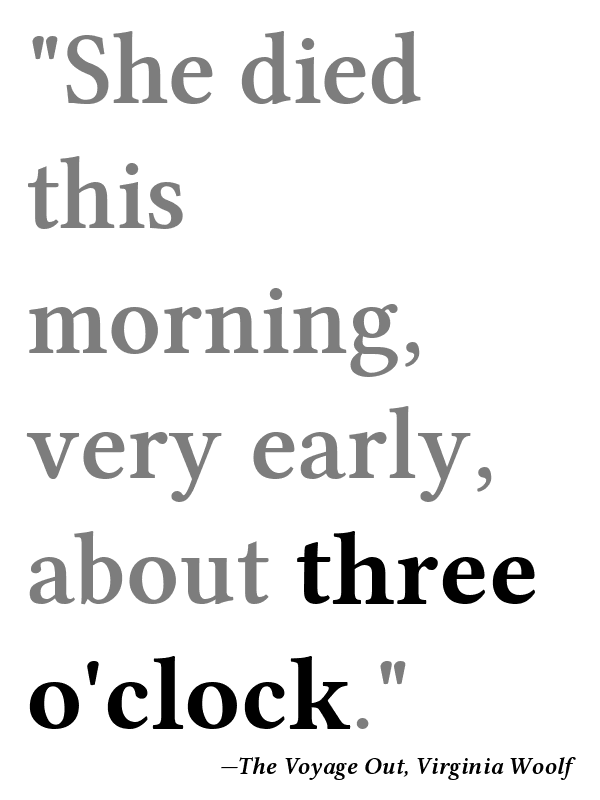 "She died
this
morning,
very early,
about three
o'clock."
—The Voyage Out, Virginia Woolf